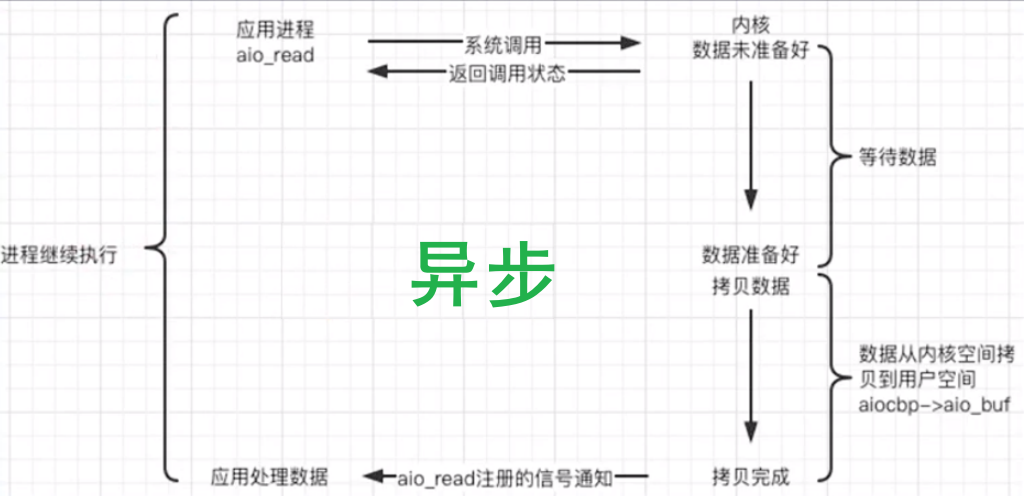 应用进程
aio_read
系统调用
返回调用状态
内核
数据未准备好
等待数据
进程继续执行
异步
数据准备好
拷贝数据
数据从内核空间拷
贝到用户空间
aiocbp->aio_buf
应用处理数据
aio_read注册的信号通知
拷贝完成